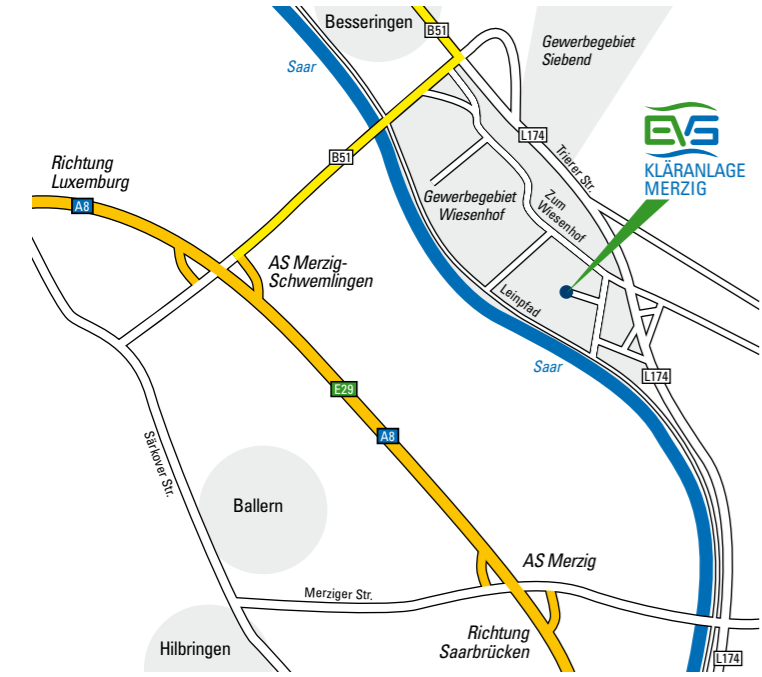 Besseringen
B51
Saar
Gewerbegebiet
Siebend
L174
EVS
KLÄRANLAGE
MERZIG
B51
Trierer Str.
Richtung
Luxemburg
A8
Gewerbegebiet
Wiesenhof
Zum
Wiesenhof
AS Merzig-
Schwemlingen
Leinpfad
Saar
L174
E29
A8
Särkover Str.
Ballern
AS Merzig
Merziger Str.
Richtung
Saarbrücken
Hilbringen
L174